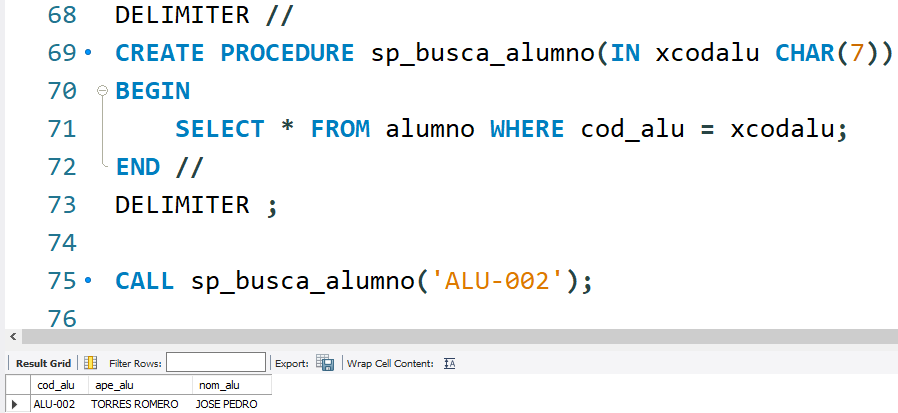 68 DELIMITER //
69 CREATE PROCEDURE sp_busca_alumno(IN xcodalu CHAR(7))
70 BEGIN
71 SELECT * FROM alumno WHERE cod_alu = xcodalu;
72 END //
73 DELIMITER ;
74
75 CALL sp_busca_alumno('ALU-002');
76
Result Grid Filter Rows: Export: Wrap Cell Content:
cod_alu ape_alu nom_alu
ALU-002 TORRES ROMERO JOSE PEDRO